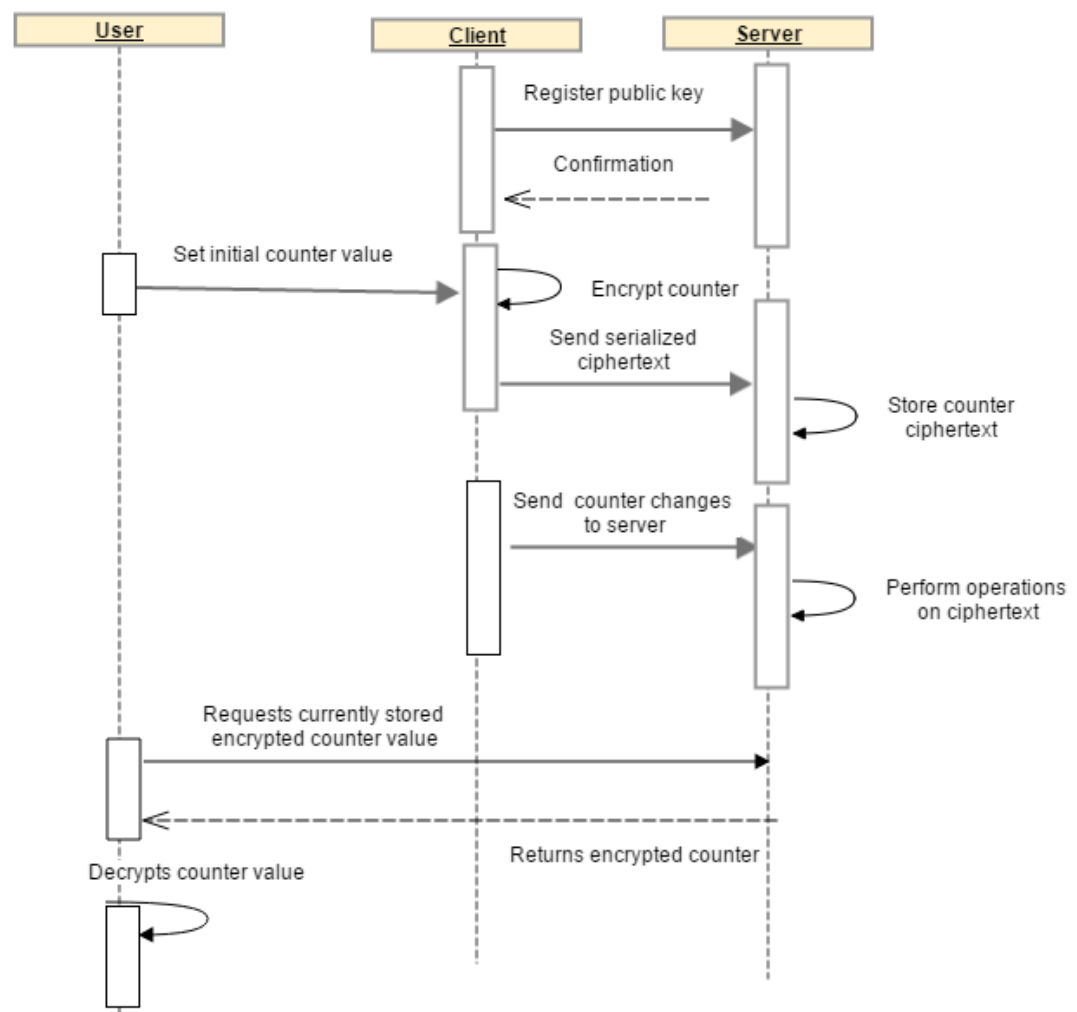 User
Client
Server
Register public key
Confirmation
Set initial counter value
Encrypt counter
Send serialized
ciphertext
Store counter
ciphertext
Send counter changes
to server
Perform operations
on ciphertext
Requests currently stored
encrypted counter value
Returns encrypted counter
Decrypts counter value